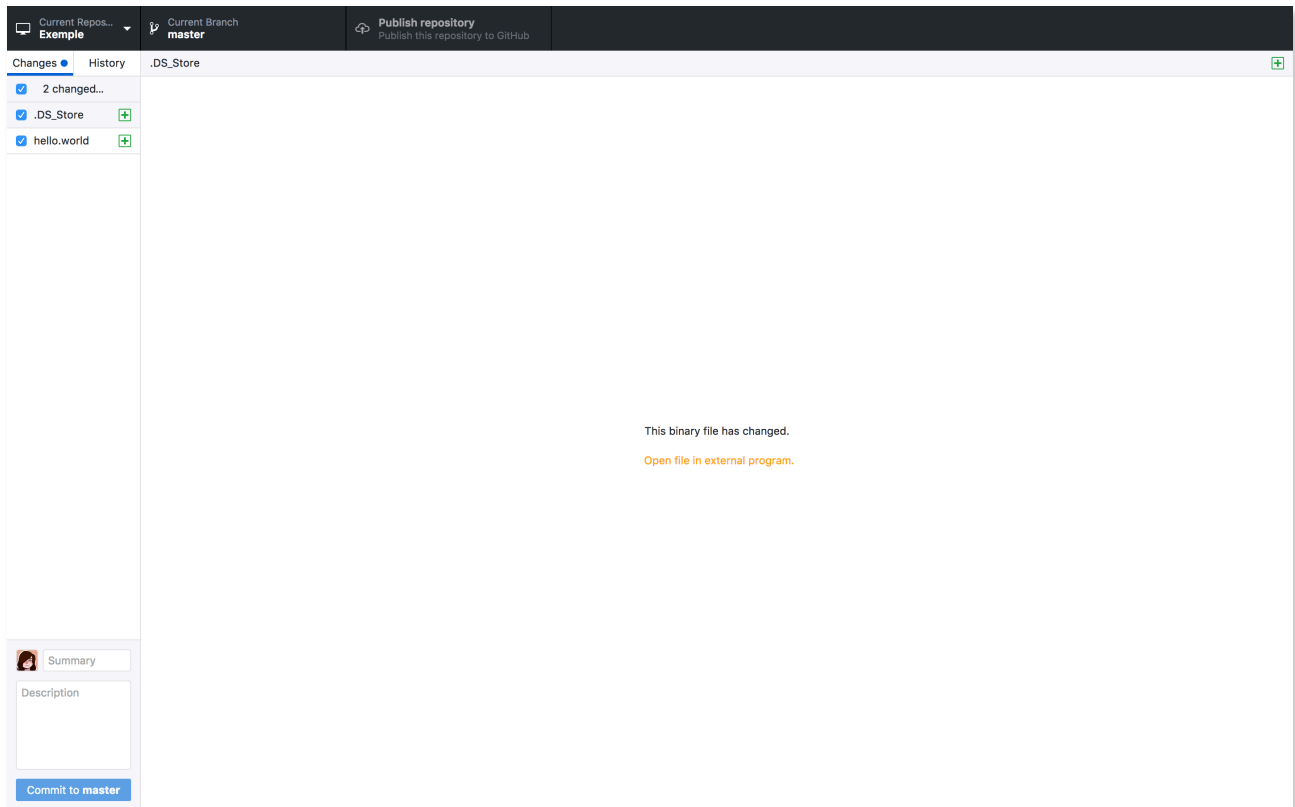 Current Repos...
Exemple
Current Branch
master
Publish repository
Publish this repository to GitHub
Changes
History
.DS_Store
2 changed...
.DS_Store
hello.world
This binary file has changed.
Open file in external program.
Summary
Description
Commit to master